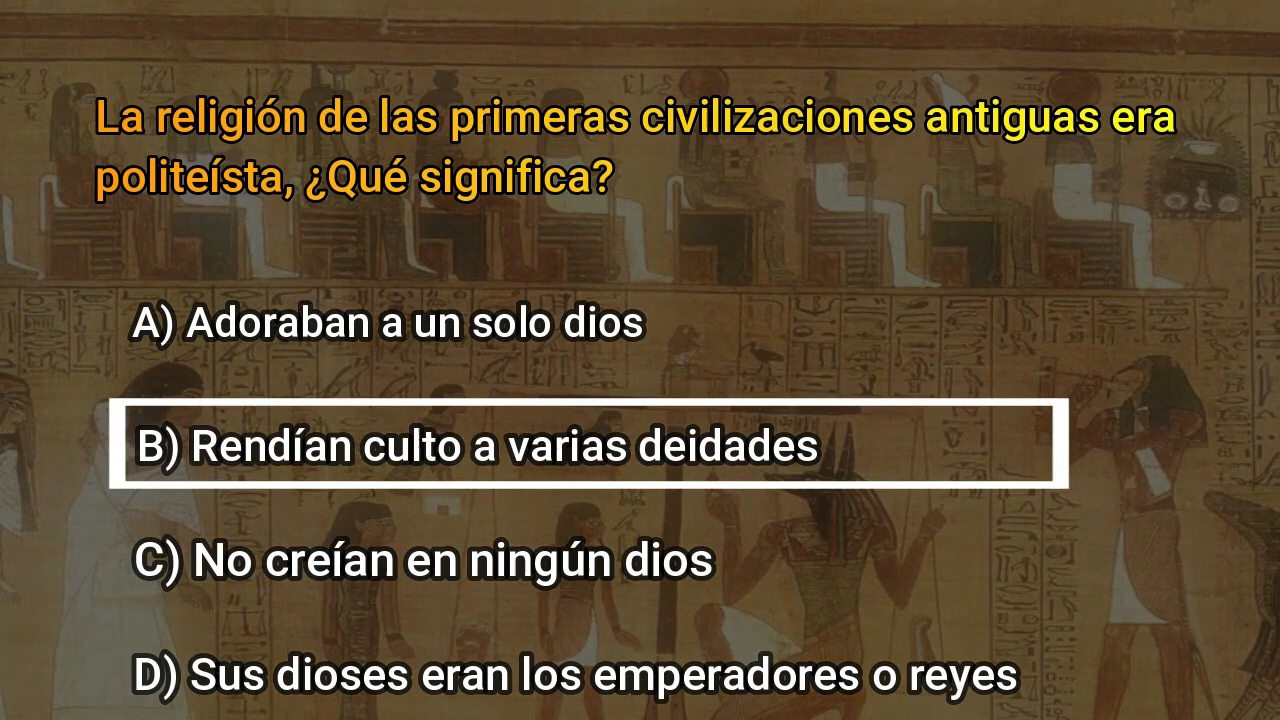 La religión de las primeras civilizaciones antiguas era
politeísta, ¿Qué significa?
A) Adoraban a un solo dios
B) Rendían culto a varias deidades
C) No creían en ningún dios
D) Sus dioses eran los emperadores o reyes